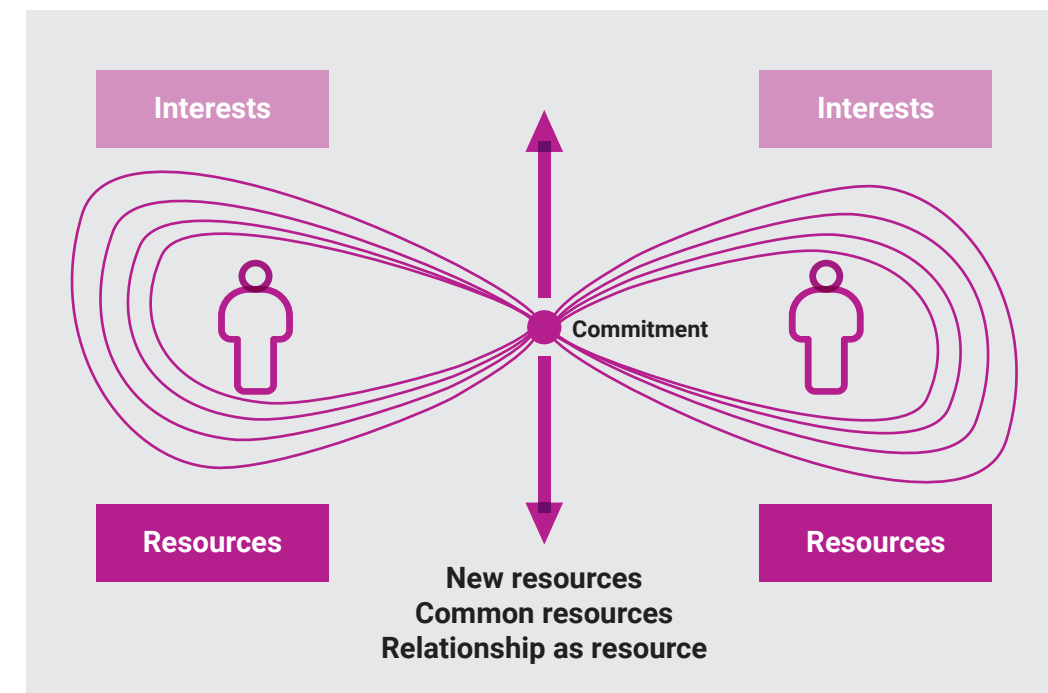 Interests
Interests
Commitment
Resources
Resources
New resources
Common resources
Relationship as resource